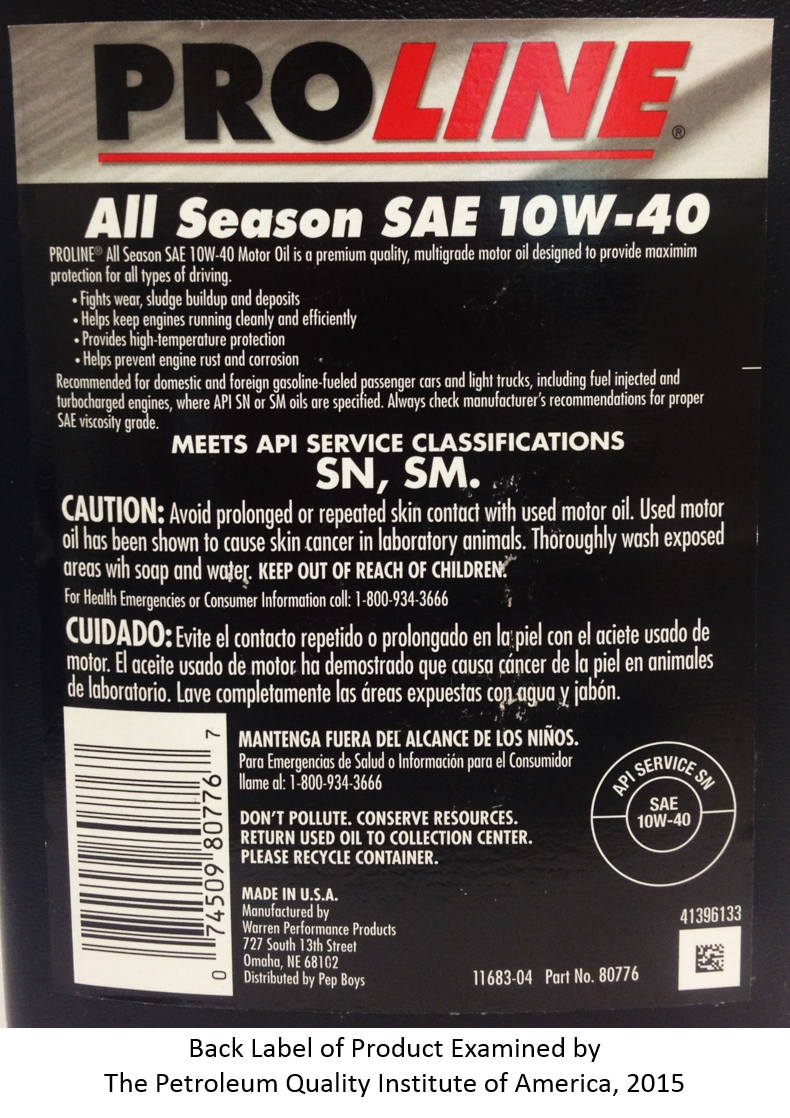 PROLINE®
All Season SAE 10W-40
PROLINE® All Season SAE 10W-40 Motor Oil is a premium quality, multigrade motor oil designed to provide maximim
protection for all types of driving.
• Fights wear, sludge buildup and deposits
• Helps keep engines running cleanly and efficiently
• Provides high-temperature protection
• Helps prevent engine rust and corrosion
Recommended for domestic and foreign gasoline-fueled passenger cars and light trucks, including fuel injected and
turbocharged engines, where API SN or SM oils are specified. Always check manufacturer's recommendations for proper
SAE viscosity grade.
MEETS API SERVICE CLASSIFICATIONS
SN, SM.
CAUTION: Avoid prolonged or repeated skin contact with used motor oil. Used motor
oil has been shown to cause skin cancer in laboratory animals. Thoroughly wash exposed
areas wih soap and water. KEEP OUT OF REACH OF CHILDREN.
For Health Emergencies or Consumer Information call: 1-800-934-3666
CUIDADO: Evite el contacto repetido o prolongado en la piel con el aciete usado de
motor. El aceite usado de motor ha demostrado que causa cáncer de la piel en animales
de laboratorio. Lave completamente las áreas expuestas con agua y jabón.
MANTENGA FUERA DEL ALCANCE DE LOS NIÑOS.
Para Emergencias de Salud o Información para el Consumidor
llame al: 1-800-934-3666
DON'T POLLUTE. CONSERVE RESOURCES.
RETURN USED OIL TO COLLECTION CENTER.
PLEASE RECYCLE CONTAINER.
MADE IN U.S.A.
Manufactured by
Warren Performance Products
727 South 13th Street
Omaha, NE 68102
Distributed by Pep Boys
0 74509 80776 7
API SERVICE SN
SAE
10W-40
41396133
11683-04 Part No. 80776
Back Label of Product Examined by
The Petroleum Quality Institute of America, 2015